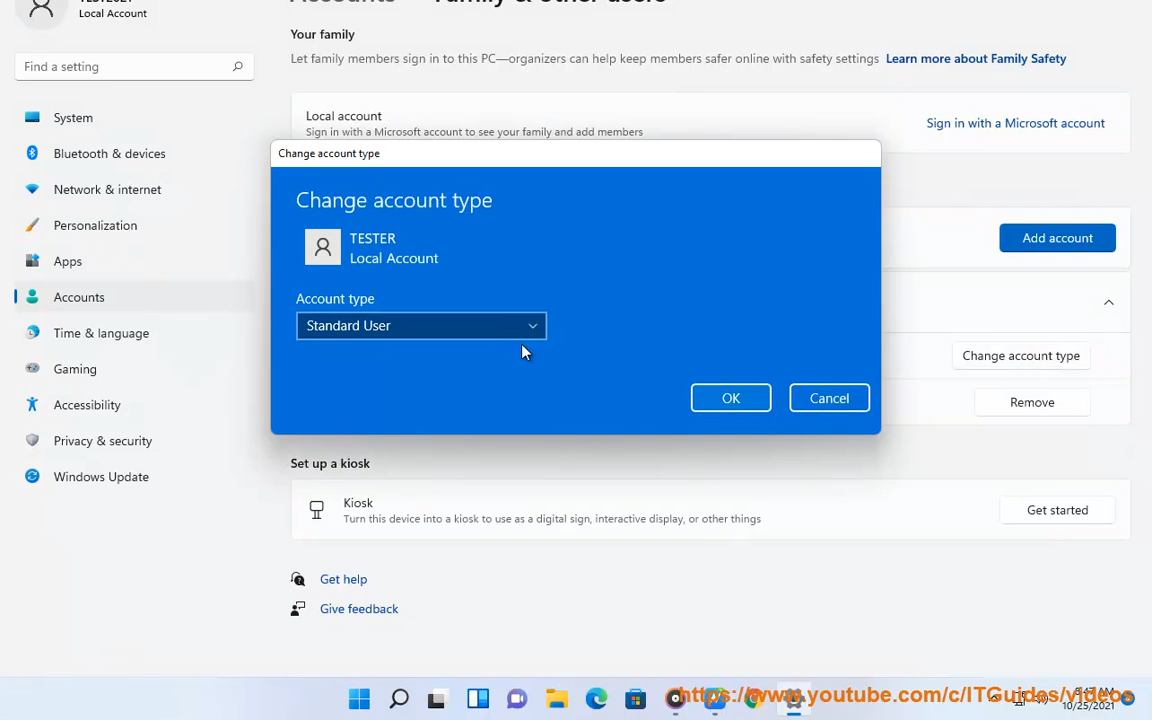 Local Account
Find a setting
System
Bluetooth & devices
Network & internet
Personalization
Apps
Accounts
Time & language
Gaming
Accessibility
Privacy & security
Windows Update
Your family
Let family members sign in to this PC—organizers can help keep members safer online with safety settings Learn more about Family Safety
Local account
Sign in with a Microsoft account to see your family and add members
Sign in with a Microsoft account
Change account type
Change account type
TESTER
Local Account
Account type
Standard User
OK
Cancel
Add account
Change account type
Remove
Set up a kiosk
Kiosk
Turn this device into a kiosk to use as a digital sign, interactive display, or other things
Get started
Get help
Give feedback
https://www.youtube.com/c/ITGuides/videos
10/25/2021